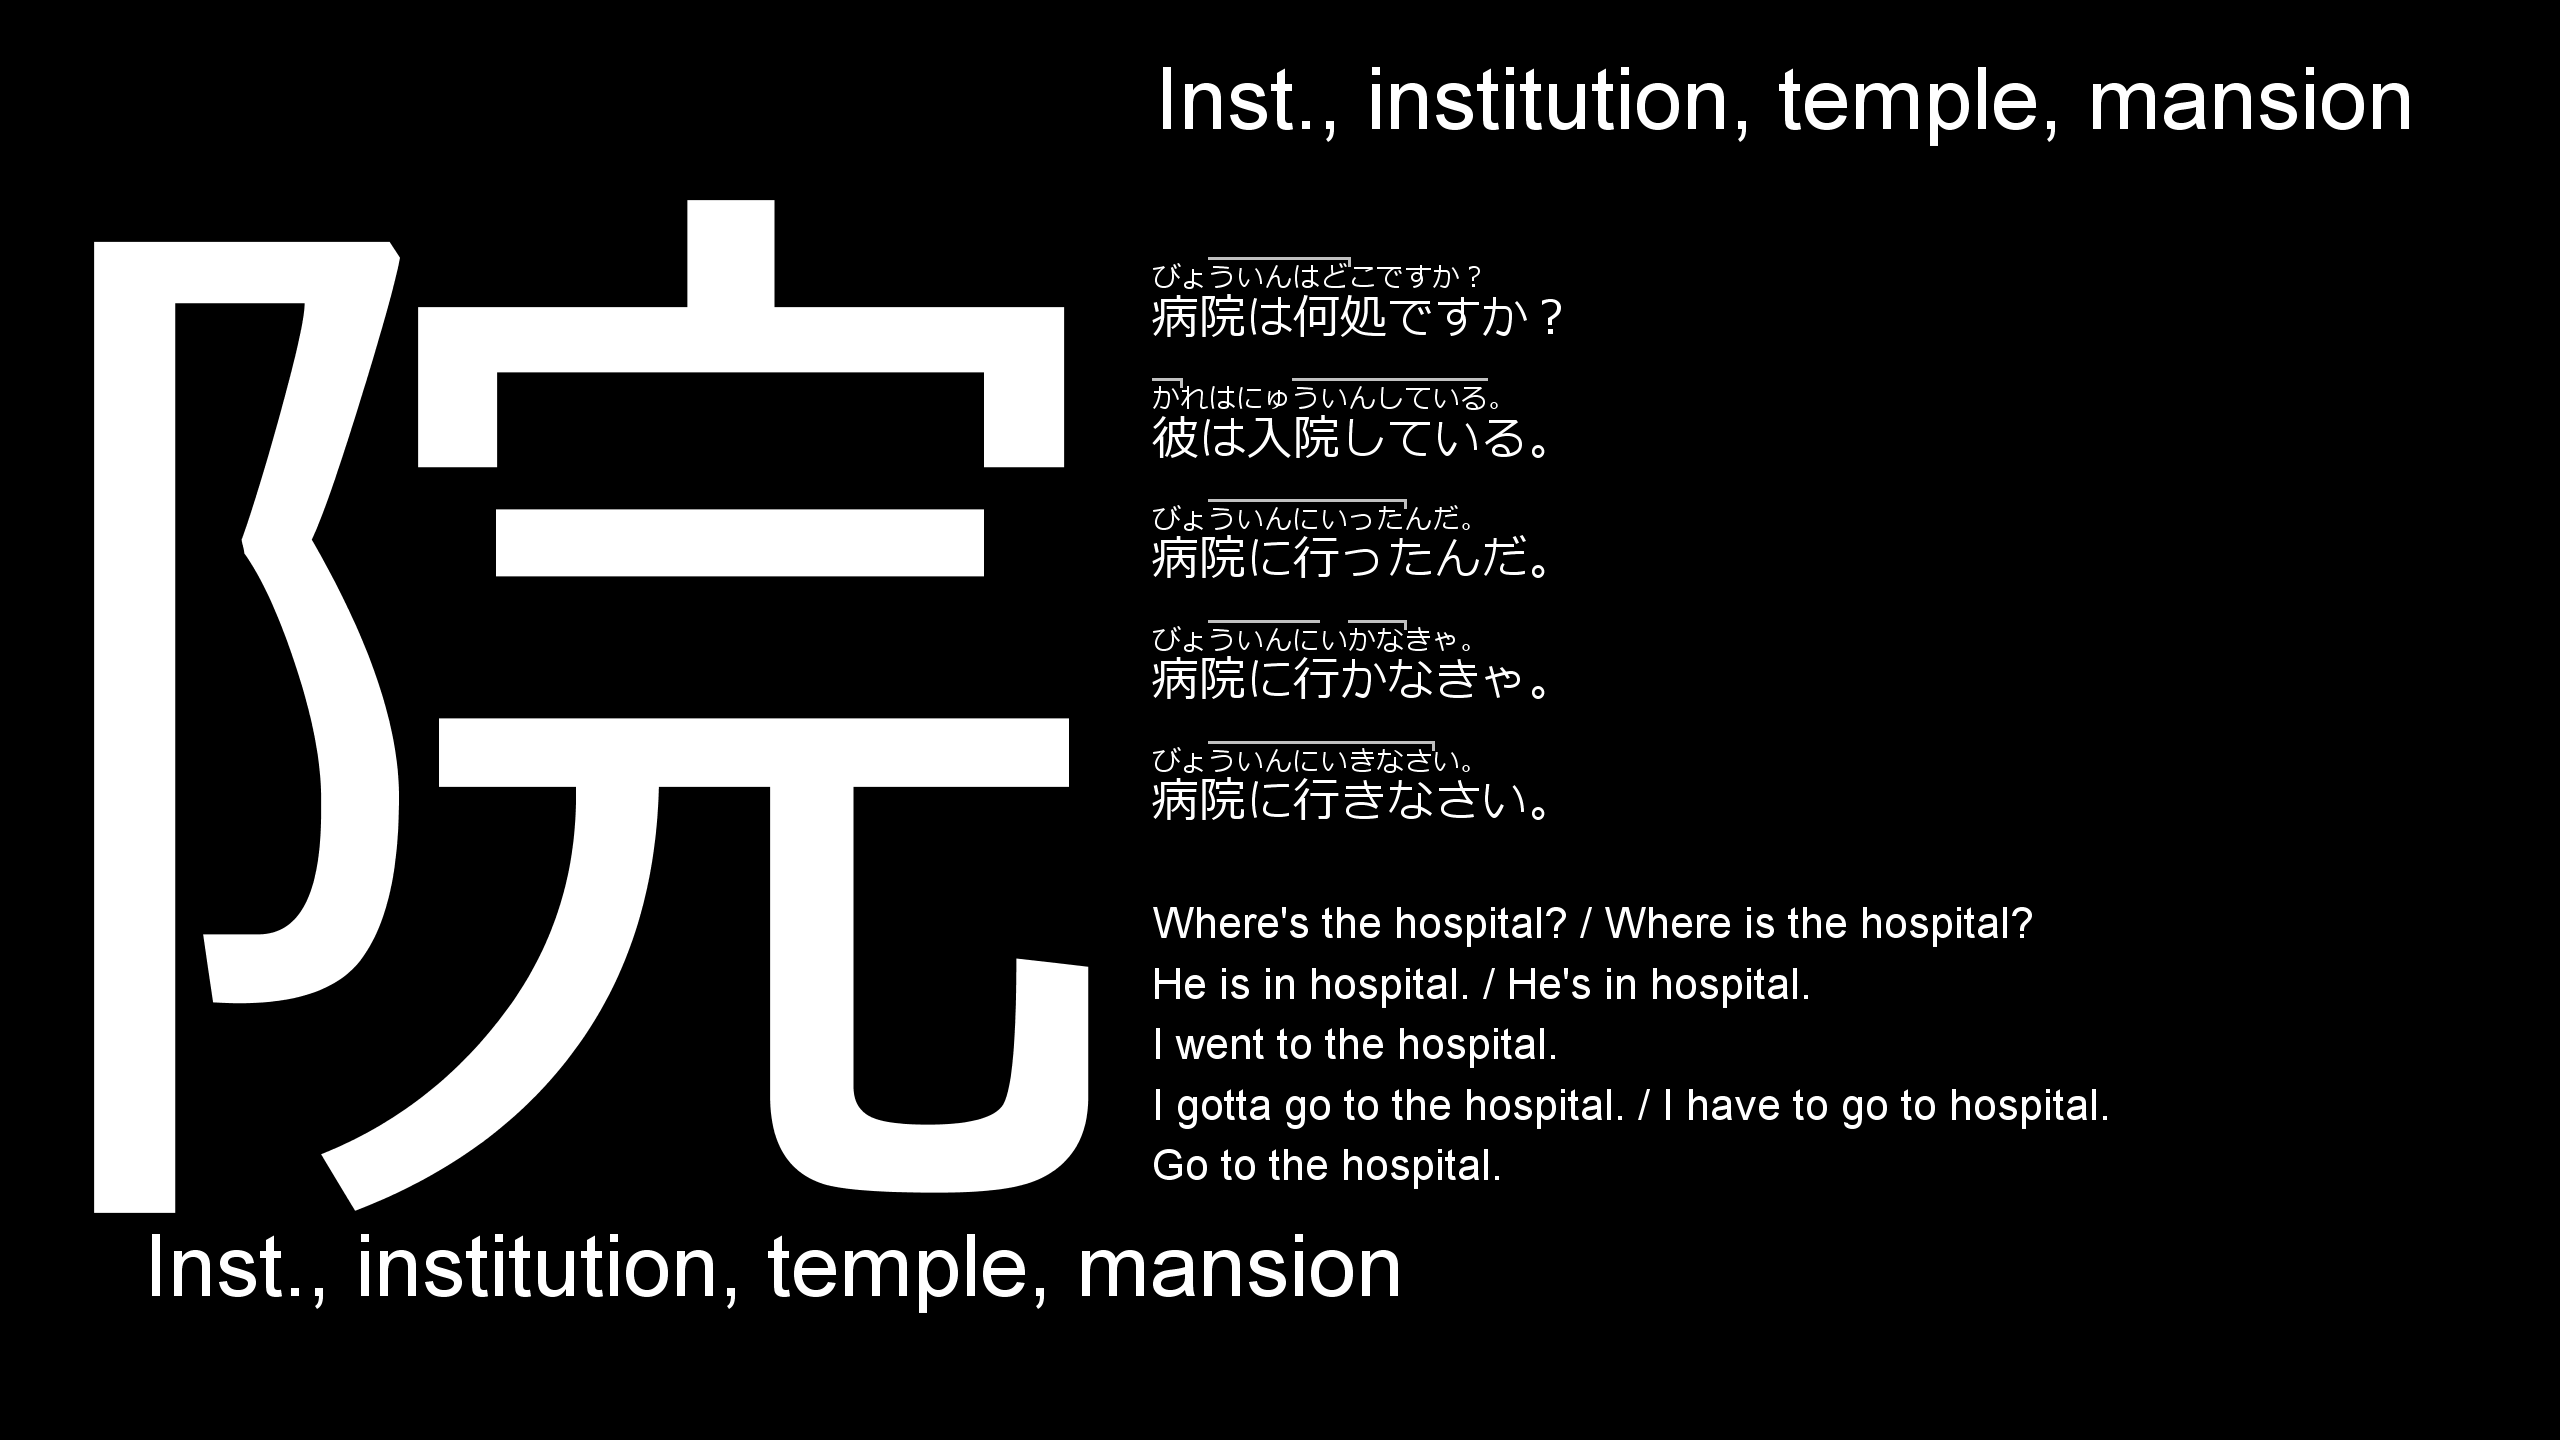 Inst., institution, temple, mansion
院
びょういんはどこですか？
病院は何処ですか？
かれはにゅういんしている。
彼は入院している。
びょういんにいったんだ。
病院に行ったんだ。
びょういんにいかなきゃ。
病院に行かなきゃ。
びょういんにいきなさい。
病院に行きなさい。
Where's the hospital? / Where is the hospital?
He is in hospital. / He's in hospital.
I went to the hospital.
I gotta go to the hospital. / I have to go to hospital.
Go to the hospital.
Inst., institution, temple, mansion